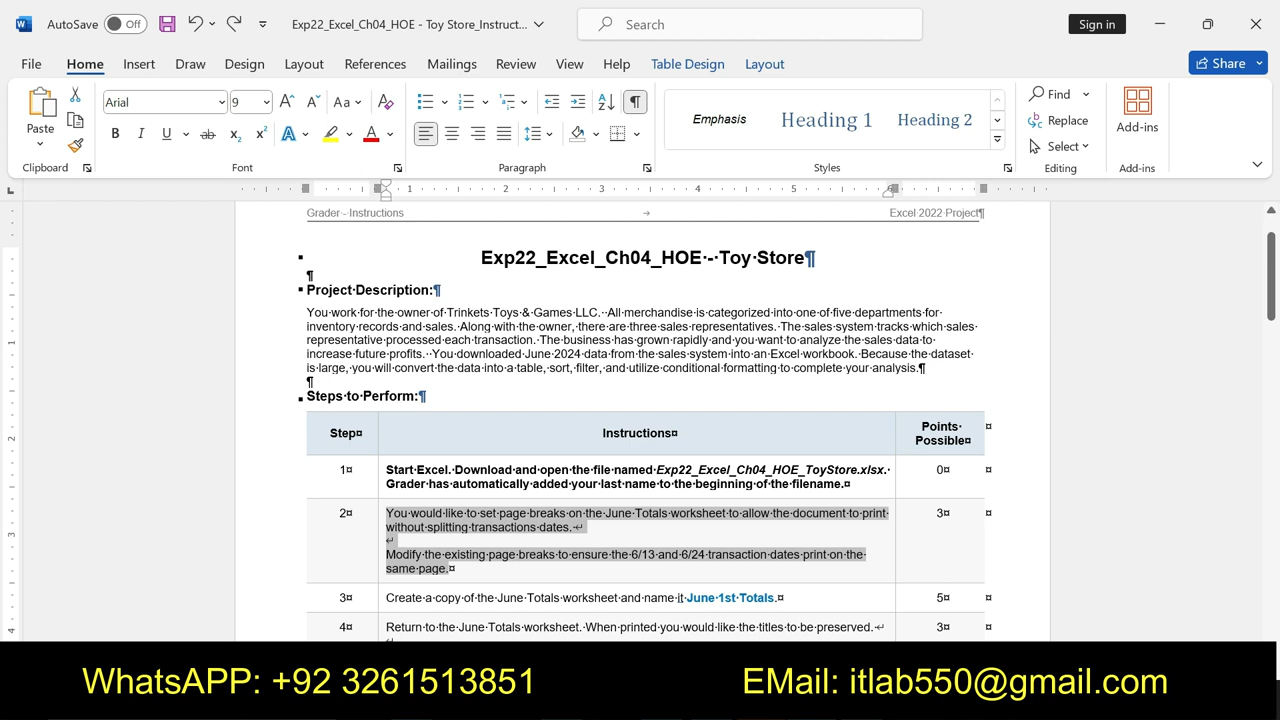 AutoSave Off Exp22_Excel_Ch04_HOE - Toy Store_Instruct... Search Sign in
File Home Insert Draw Design Layout References Mailings Review View Help Table Design Layout Share
Paste Arial 9 Aa Emphasis Heading 1 Heading 2 Find Replace Select Add-ins
Clipboard Font Paragraph Styles Editing Add-ins
1 2 3 4 5 6
Grader - Instructions → Excel 2022 Project¶
Exp22_Excel_Ch04_HOE·-·Toy·Store¶
¶
Project·Description:¶
You·work·for·the·owner·of·Trinkets·Toys·&·Games·LLC.··All·merchandise·is·categorized·into·one·of·five·departments·for·
inventory·records·and·sales.·Along·with·the·owner,·there·are·three·sales·representatives.·The·sales·system·tracks·which·sales·
representative·processed·each·transaction.·The·business·has·grown·rapidly·and·you·want·to·analyze·the·sales·data·to·
increase·future·profits.··You·downloaded·June·2024·data·from·the·sales·system·into·an·Excel·workbook.·Because·the·dataset·
is·large,·you·will·convert·the·data·into·a·table,·sort,·filter,·and·utilize·conditional·formatting·to·complete·your·analysis.¶
¶
Steps·to·Perform:¶
Step¤ Instructions¤ Points· Possible¤ ¤
1¤ Start·Excel.·Download·and·open·the·file·named·Exp22_Excel_Ch04_HOE_ToyStore.xlsx.· 0¤ ¤
Grader·has·automatically·added·your·last·name·to·the·beginning·of·the·filename.¤
2¤ You·would·like·to·set·page·breaks·on·the·June·Totals·worksheet·to·allow·the·document·to·print· 3¤ ¤
without·splitting·transactions·dates.·↵
↵
Modify·the·existing·page·breaks·to·ensure·the·6/13·and·6/24·transaction·dates·print·on·the·
same·page.¤
3¤ Create·a·copy·of·the·June·Totals·worksheet·and·name·it·June·1st·Totals.¤ 5¤ ¤
4¤ Return·to·the·June·Totals·worksheet.·When·printed·you·would·like·the·titles·to·be·preserved.·↵ 3¤ ¤
WhatsAPP: +92 3261513851 EMail: itlab550@gmail.com